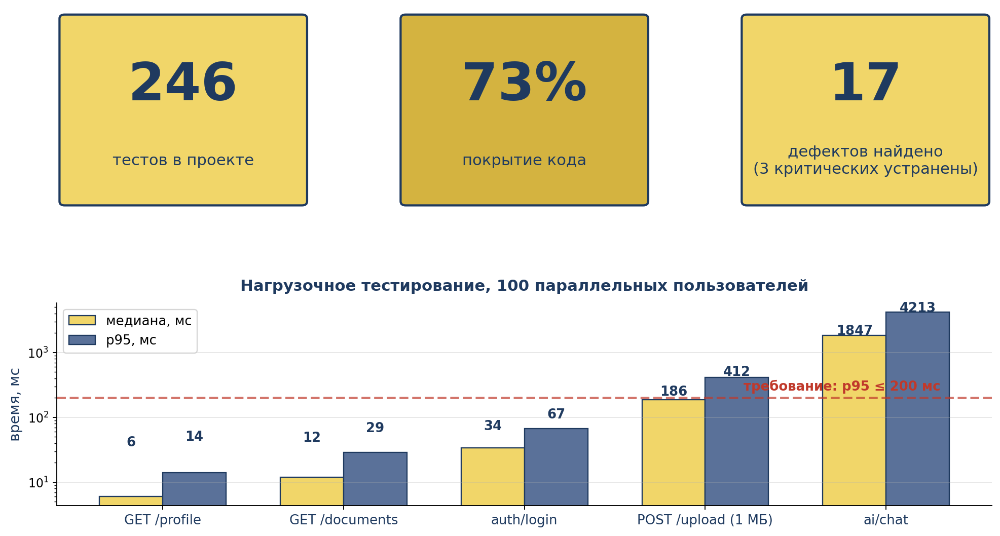 246
тестов в проекте
73%
покрытие кода
17
дефектов найдено
(3 критических устранены)
Нагрузочное тестирование, 100 параллельных пользователей
медиана, мс
p95, мс
время, мс
10³
10²
10¹
6
14
12
29
34
67
186
412
1847
4213
требование: p95 ≤ 200 мс
GET /profile
GET /documents
auth/login
POST /upload (1 МБ)
ai/chat